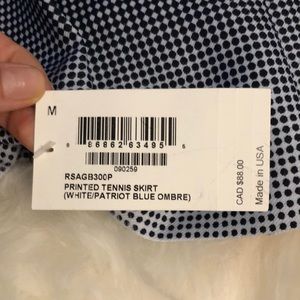 M
8 86862 63495 5
090259
RSAGB300P
PRINTED TENNIS SKIRT
(WHITE/PATRIOT BLUE OMBRE)
CAD $88.00
Made in USA